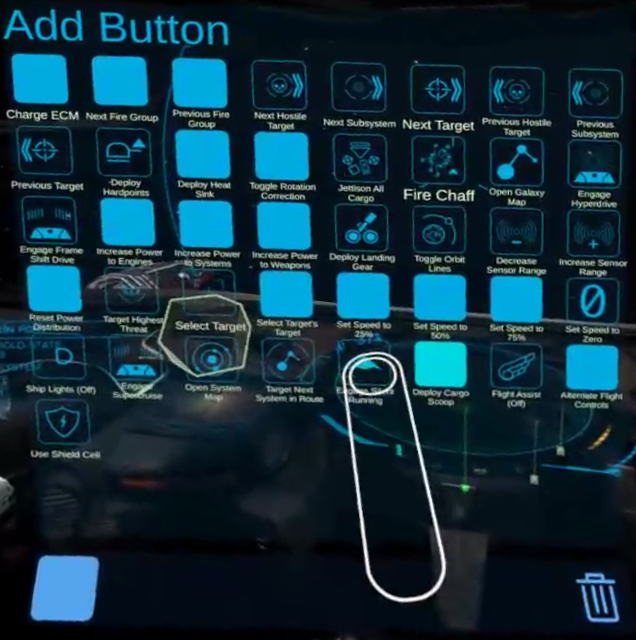 Add Button
Charge ECM
Next Fire Group
Previous Fire
Group
Next Hostile
Target
Next Subsystem
Next Target
Previous Hostile
Target
Previous
Subsystem
Previous Target
Deploy
Hardpoints
Deploy Heat
Sink
Toggle Rotation
Correction
Jettison All
Cargo
Fire Chaff
Open Galaxy
Map
Engage
Hyperdrive
Engage Frame
Shift Drive
Increase Power
to Engines
Increase Power
to Systems
Increase Power
to Weapons
Deploy Landing
Gear
Toggle Orbit
Lines
Decrease
Sensor Range
Increase Sensor
Range
Reset Power
Distribution
Target Highest
Threat
Select Target
Select Target's
Target
Set Speed to
25%
Set Speed to
50%
Set Speed to
75%
Set Speed to
Zero
Ship Lights (Off)
Engage
Supercruise
Open System
Map
Target Next
System in Route
Running
Deploy Cargo
Scoop
Flight Assist
(Off)
Alternate Flight
Controls
Use Shield Cell